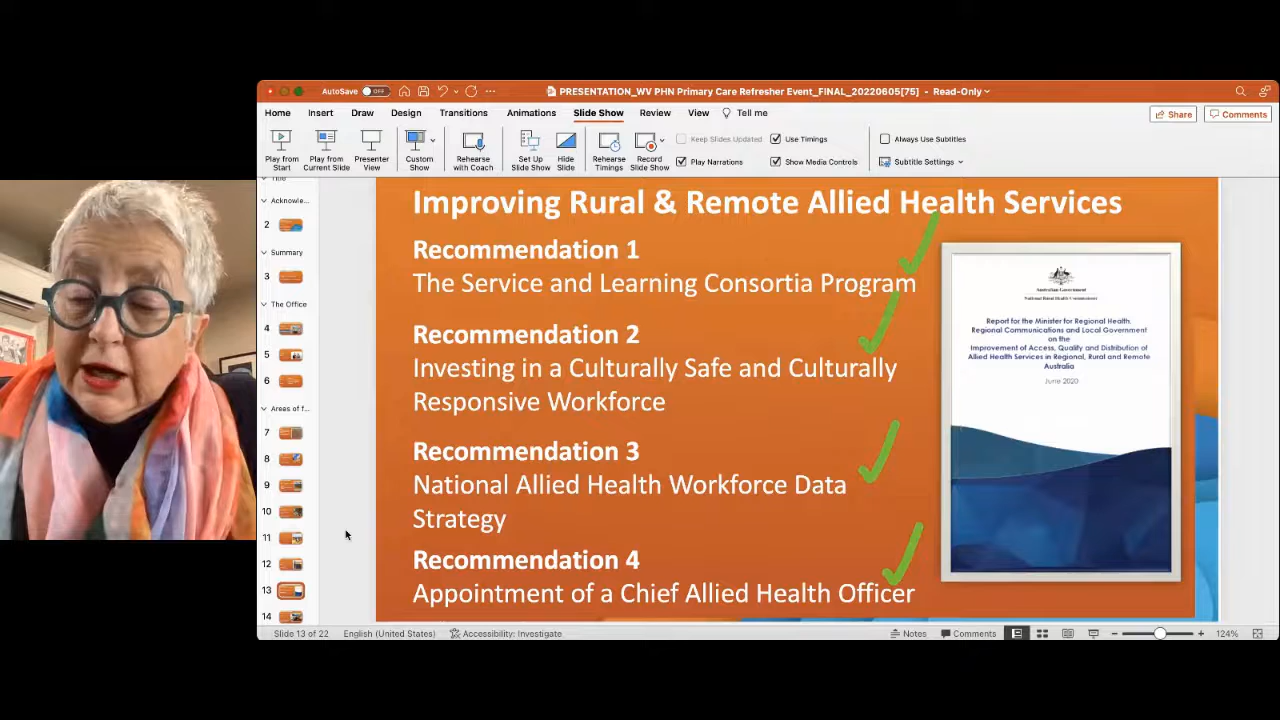 AutoSave OFF
PRESENTATION_WV PHN Primary Care Refresher Event_FINAL_20220605[75] - Read-Only
Home Insert Draw Design Transitions Animations Slide Show Review View Tell me
Share Comments
Play from Start
Play from Current Slide
Presenter View
Custom Show
Rehearse with Coach
Set Up Slide Show
Hide Slide
Rehearse Timings
Record Slide Show
Keep Slides Updated
Use Timings
Play Narrations
Show Media Controls
Always Use Subtitles
Subtitle Settings
Title
Acknowle...
2
Summary
3
The Office
4
5
6
Areas of f...
7
8
9
10
11
12
13
14
Improving Rural & Remote Allied Health Services
Recommendation 1
The Service and Learning Consortia Program
Recommendation 2
Investing in a Culturally Safe and Culturally
Responsive Workforce
Recommendation 3
National Allied Health Workforce Data
Strategy
Recommendation 4
Appointment of a Chief Allied Health Officer
Australian Government
National Rural Health Commissioner
Report for the Minister for Regional Health,
Regional Communications and Local Government
on the
Improvement of Access, Quality and Distribution of
Allied Health Services in Regional, Rural and Remote
Australia
June 2020
Slide 13 of 22 English (United States) Accessibility: Investigate Notes Comments 124%